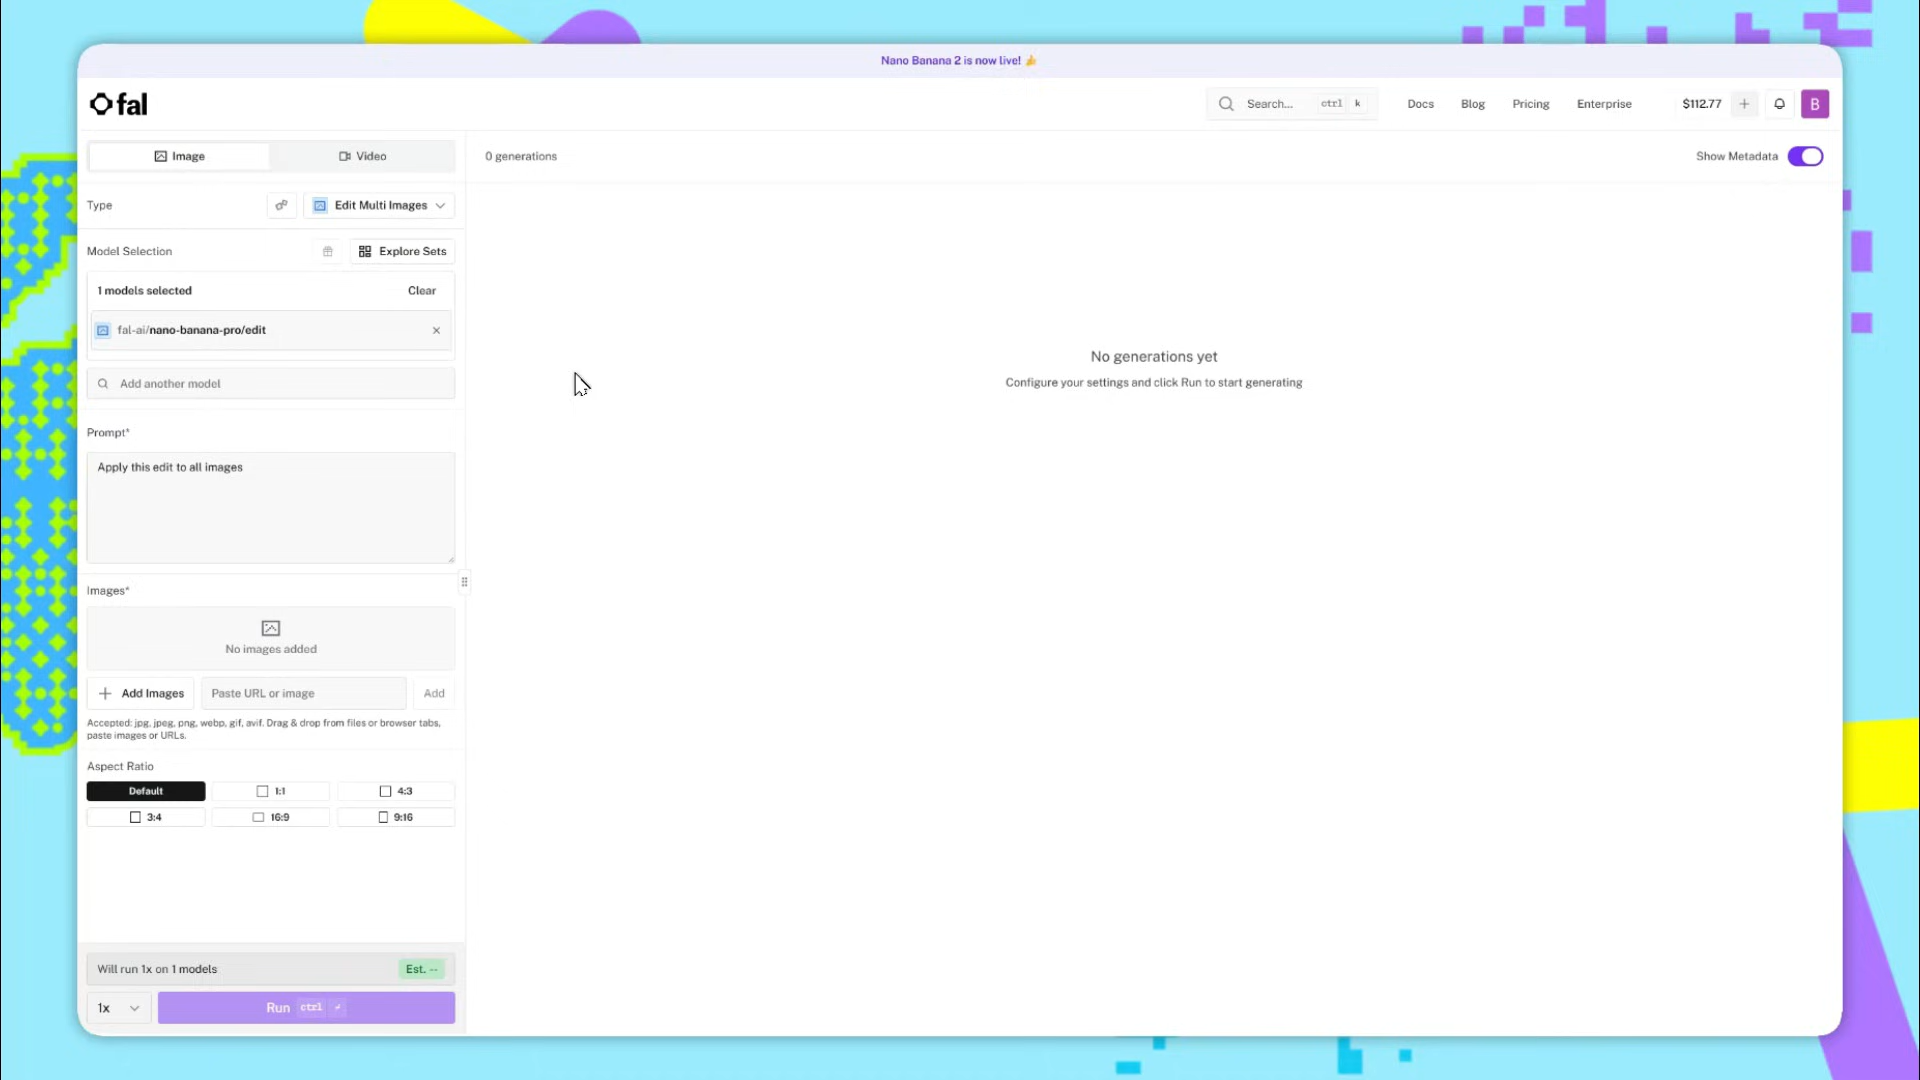 Nano Banana 2 is now live! 👍
fal
Search... ctrl k
Docs
Blog
Pricing
Enterprise
$112.77
B
Image
Video
0 generations
Show Metadata
Type
Edit Multi Images
Model Selection
Explore Sets
1 models selected
Clear
fal-ai/nano-banana-pro/edit
Add another model
No generations yet
Configure your settings and click Run to start generating
Prompt*
Apply this edit to all images
Images*
No images added
Add Images
Paste URL or image
Add
Accepted: jpg, jpeg, png, webp, gif, avif. Drag & drop from files or browser tabs,
paste images or URLs.
Aspect Ratio
Default
1:1
4:3
3:4
16:9
9:16
Will run 1x on 1 models
Est. --
1x
Run ctrl